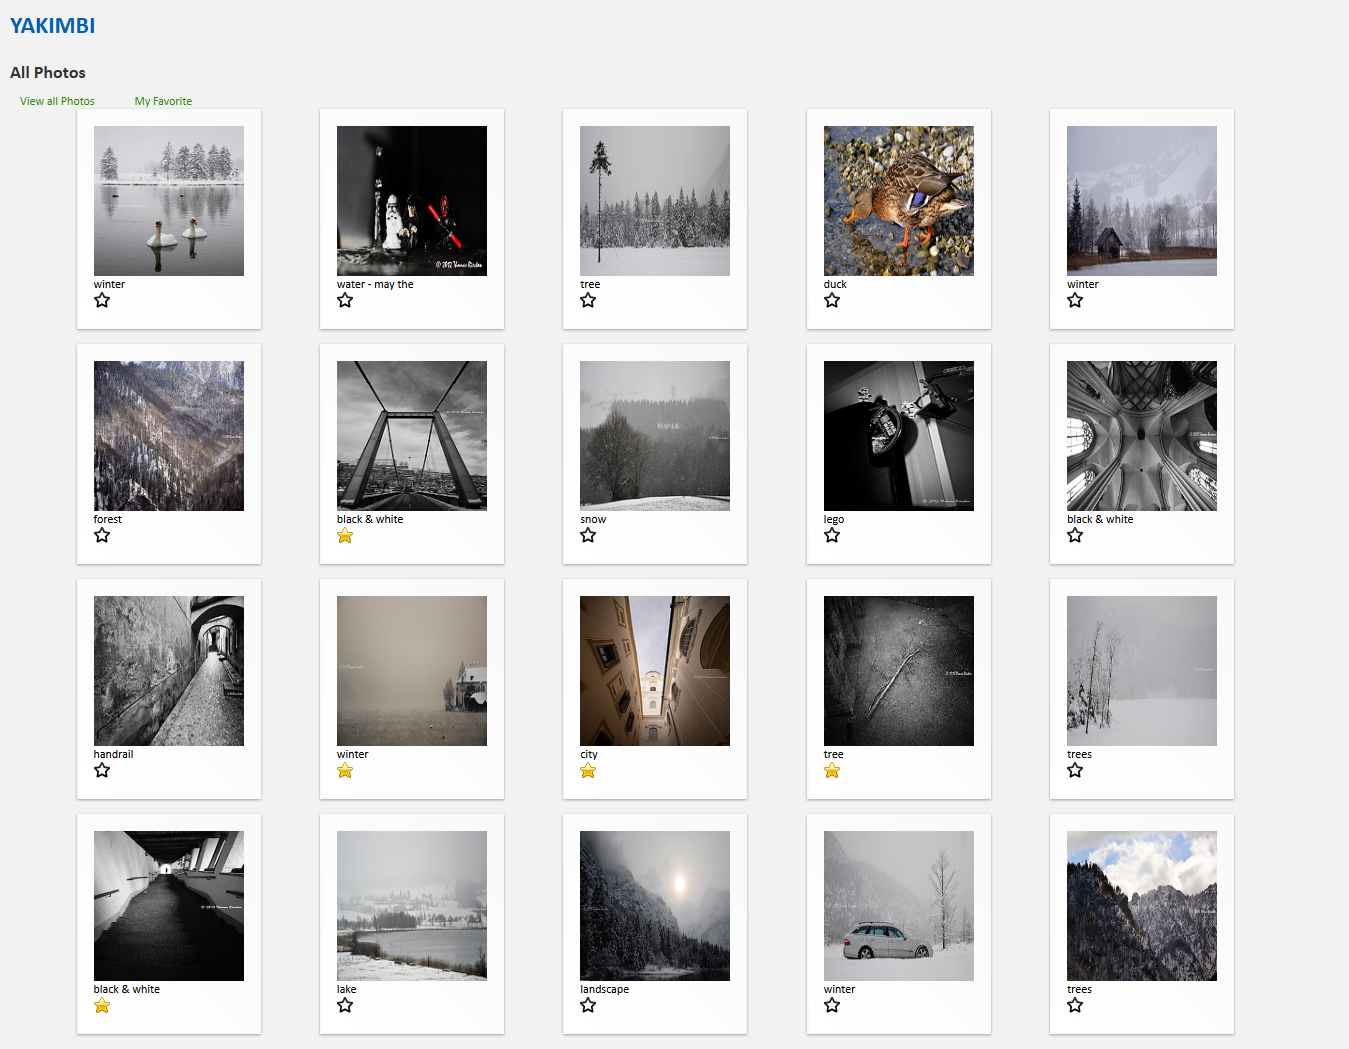 YAKIMBI
All Photos
View all Photos My Favorite
winter
water - may the
tree
duck
winter
forest
black & white
snow
lego
black & white
handrail
winter
city
tree
trees
black & white
lake
landscape
winter
trees